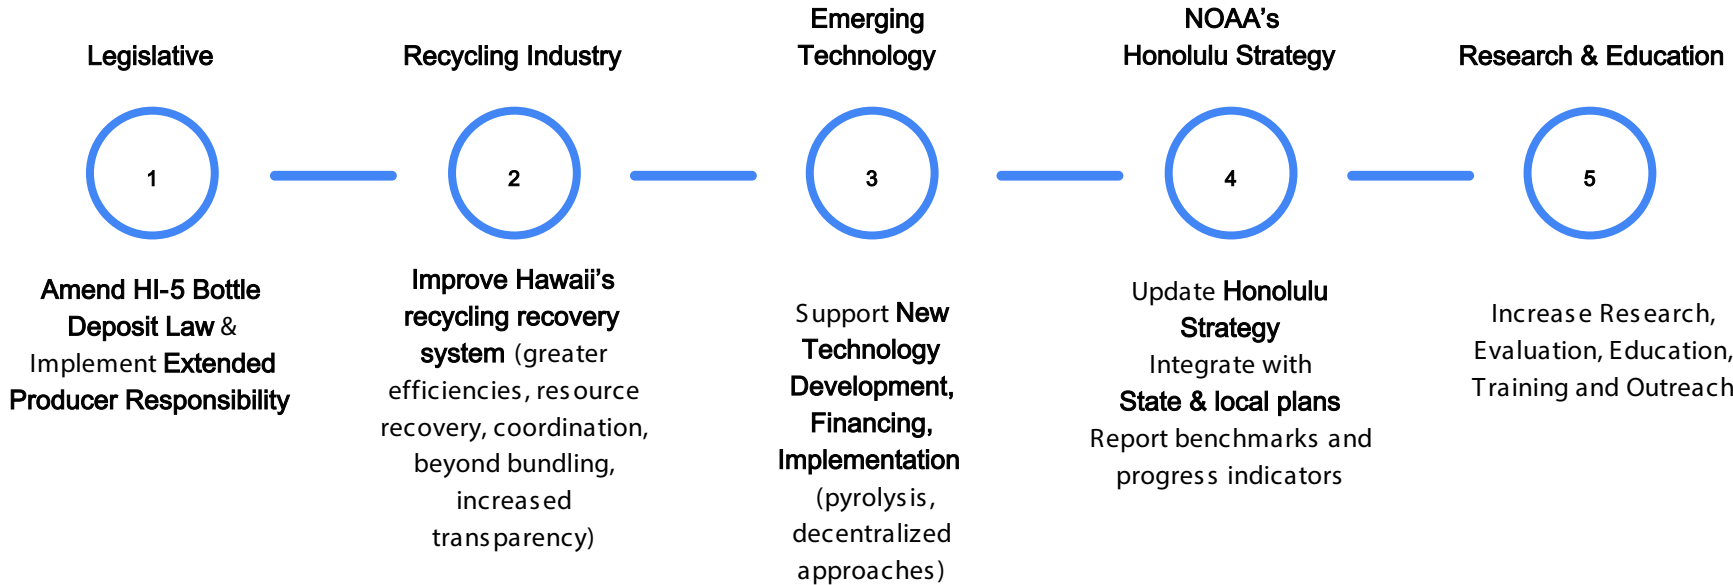 Legislative
Recycling Industry
Emerging
Technology
NOAA's
Honolulu Strategy
Research & Education
1
2
3
4
5
Amend HI-5 Bottle
Deposit Law &
Implement Extended
Producer Responsibility
Improve Hawaii's
recycling recovery
system (greater
efficiencies, resource
recovery, coordination,
beyond bundling,
increased
transparency)
Support New
Technology
Development,
Financing,
Implementation
(pyrolysis,
decentralized
approaches)
Update Honolulu
Strategy
Integrate with
State & local plans
Report benchmarks and
progress indicators
Increase Research,
Evaluation, Education,
Training and Outreach